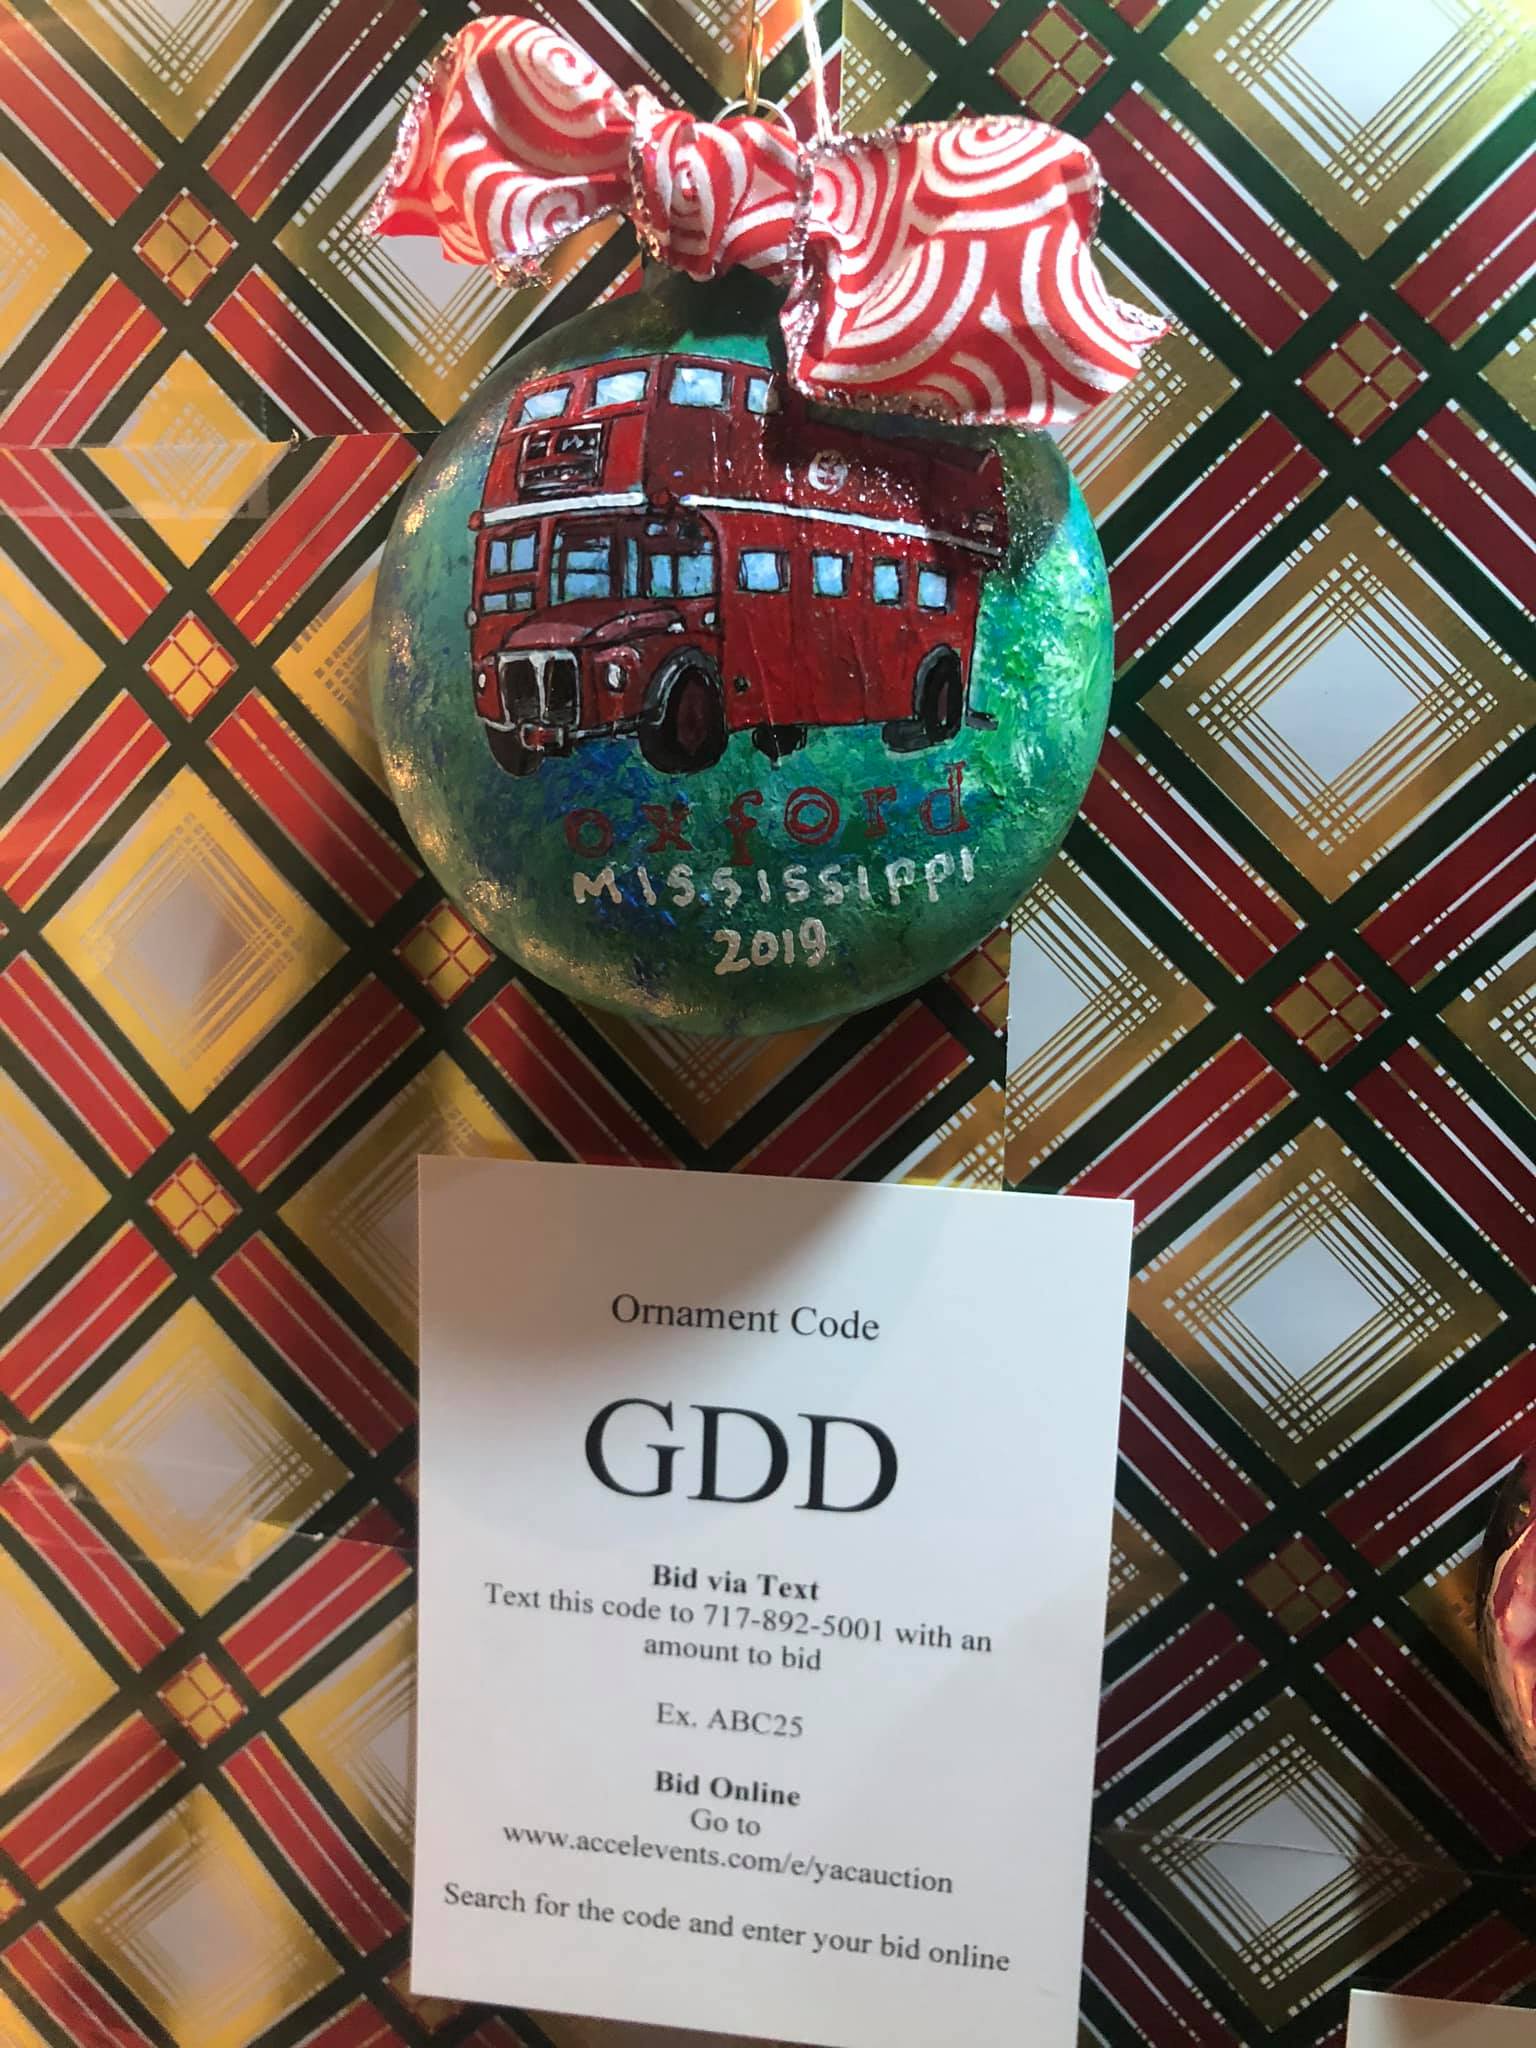 oxford
MISSISSIPPI
2019
Ornament Code
GDD
Bid via Text
Text this code to 717-892-5001 with an
amount to bid
Ex. ABC25
Bid Online
Go to
www.accelevents.com/e/yacauction
Search for the code and enter your bid online